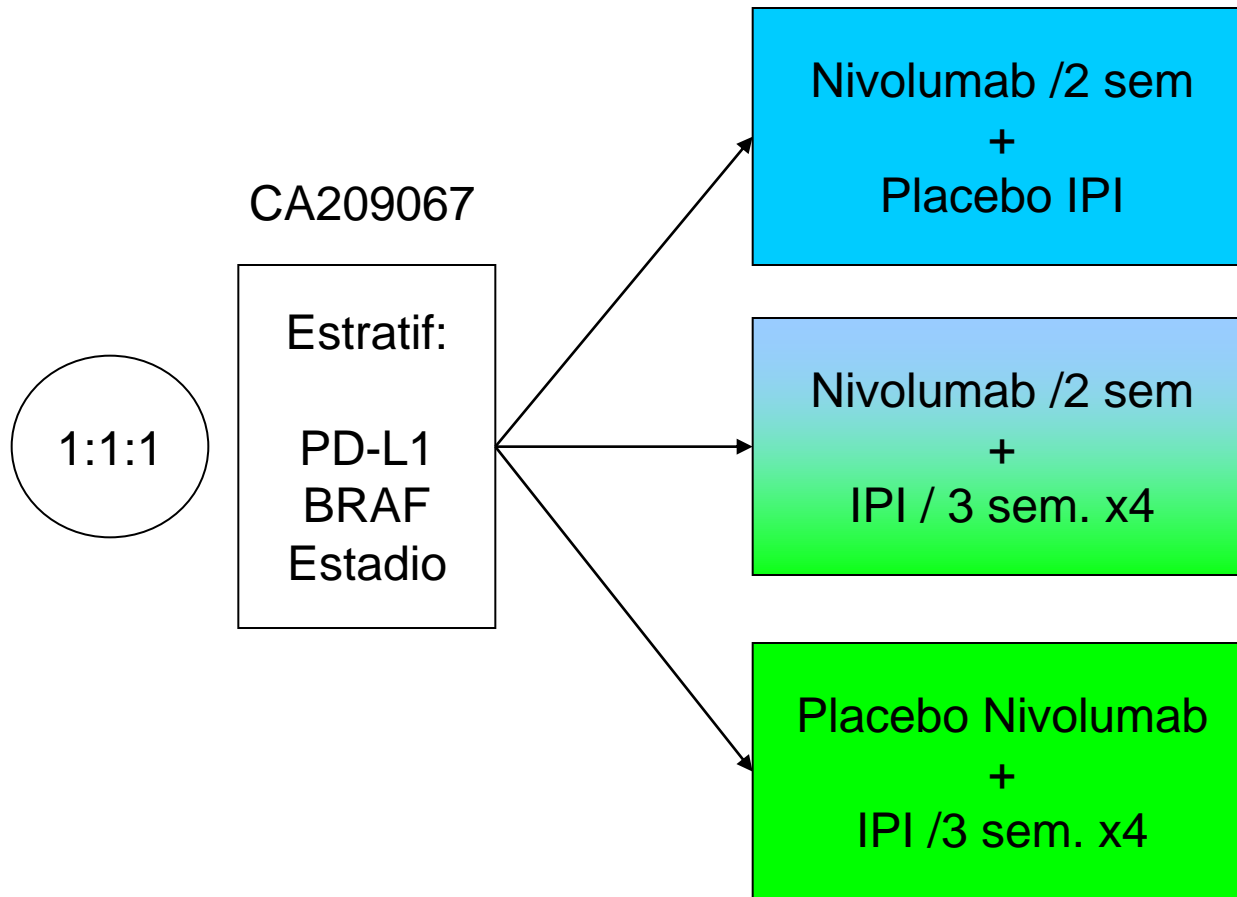 1:1:1
CA209067
Estratif:
PD-L1
BRAF
Estadio
Nivolumab /2 sem
+
Placebo IPI
Nivolumab /2 sem
+
IPI / 3 sem. x4
Placebo Nivolumab
+
IPI /3 sem. x4